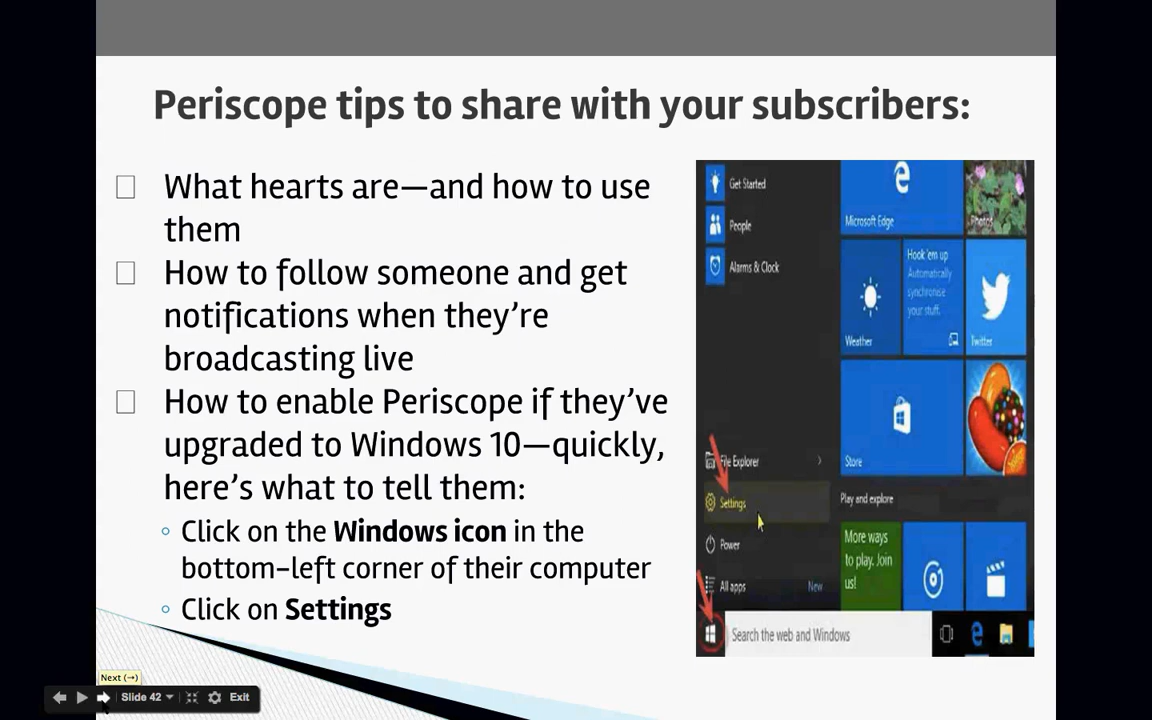 Periscope tips to share with your subscribers:
What hearts are—and how to use
them
How to follow someone and get
notifications when they’re
broadcasting live
How to enable Periscope if they’ve
upgraded to Windows 10—quickly,
here’s what to tell them:
Click on the Windows icon in the
bottom-left corner of their computer
Click on Settings
Get Started
People
Alarms & Clock
File Explorer
Settings
Power
All apps
New
Search the web and Windows
Microsoft Edge
Photos
Weather
Hook 'em up
Automatically
synchronise
your stuff.
Twitter
Store
Play and explore
More ways
to play. Join
us!
Next (→)
Slide 42
Exit